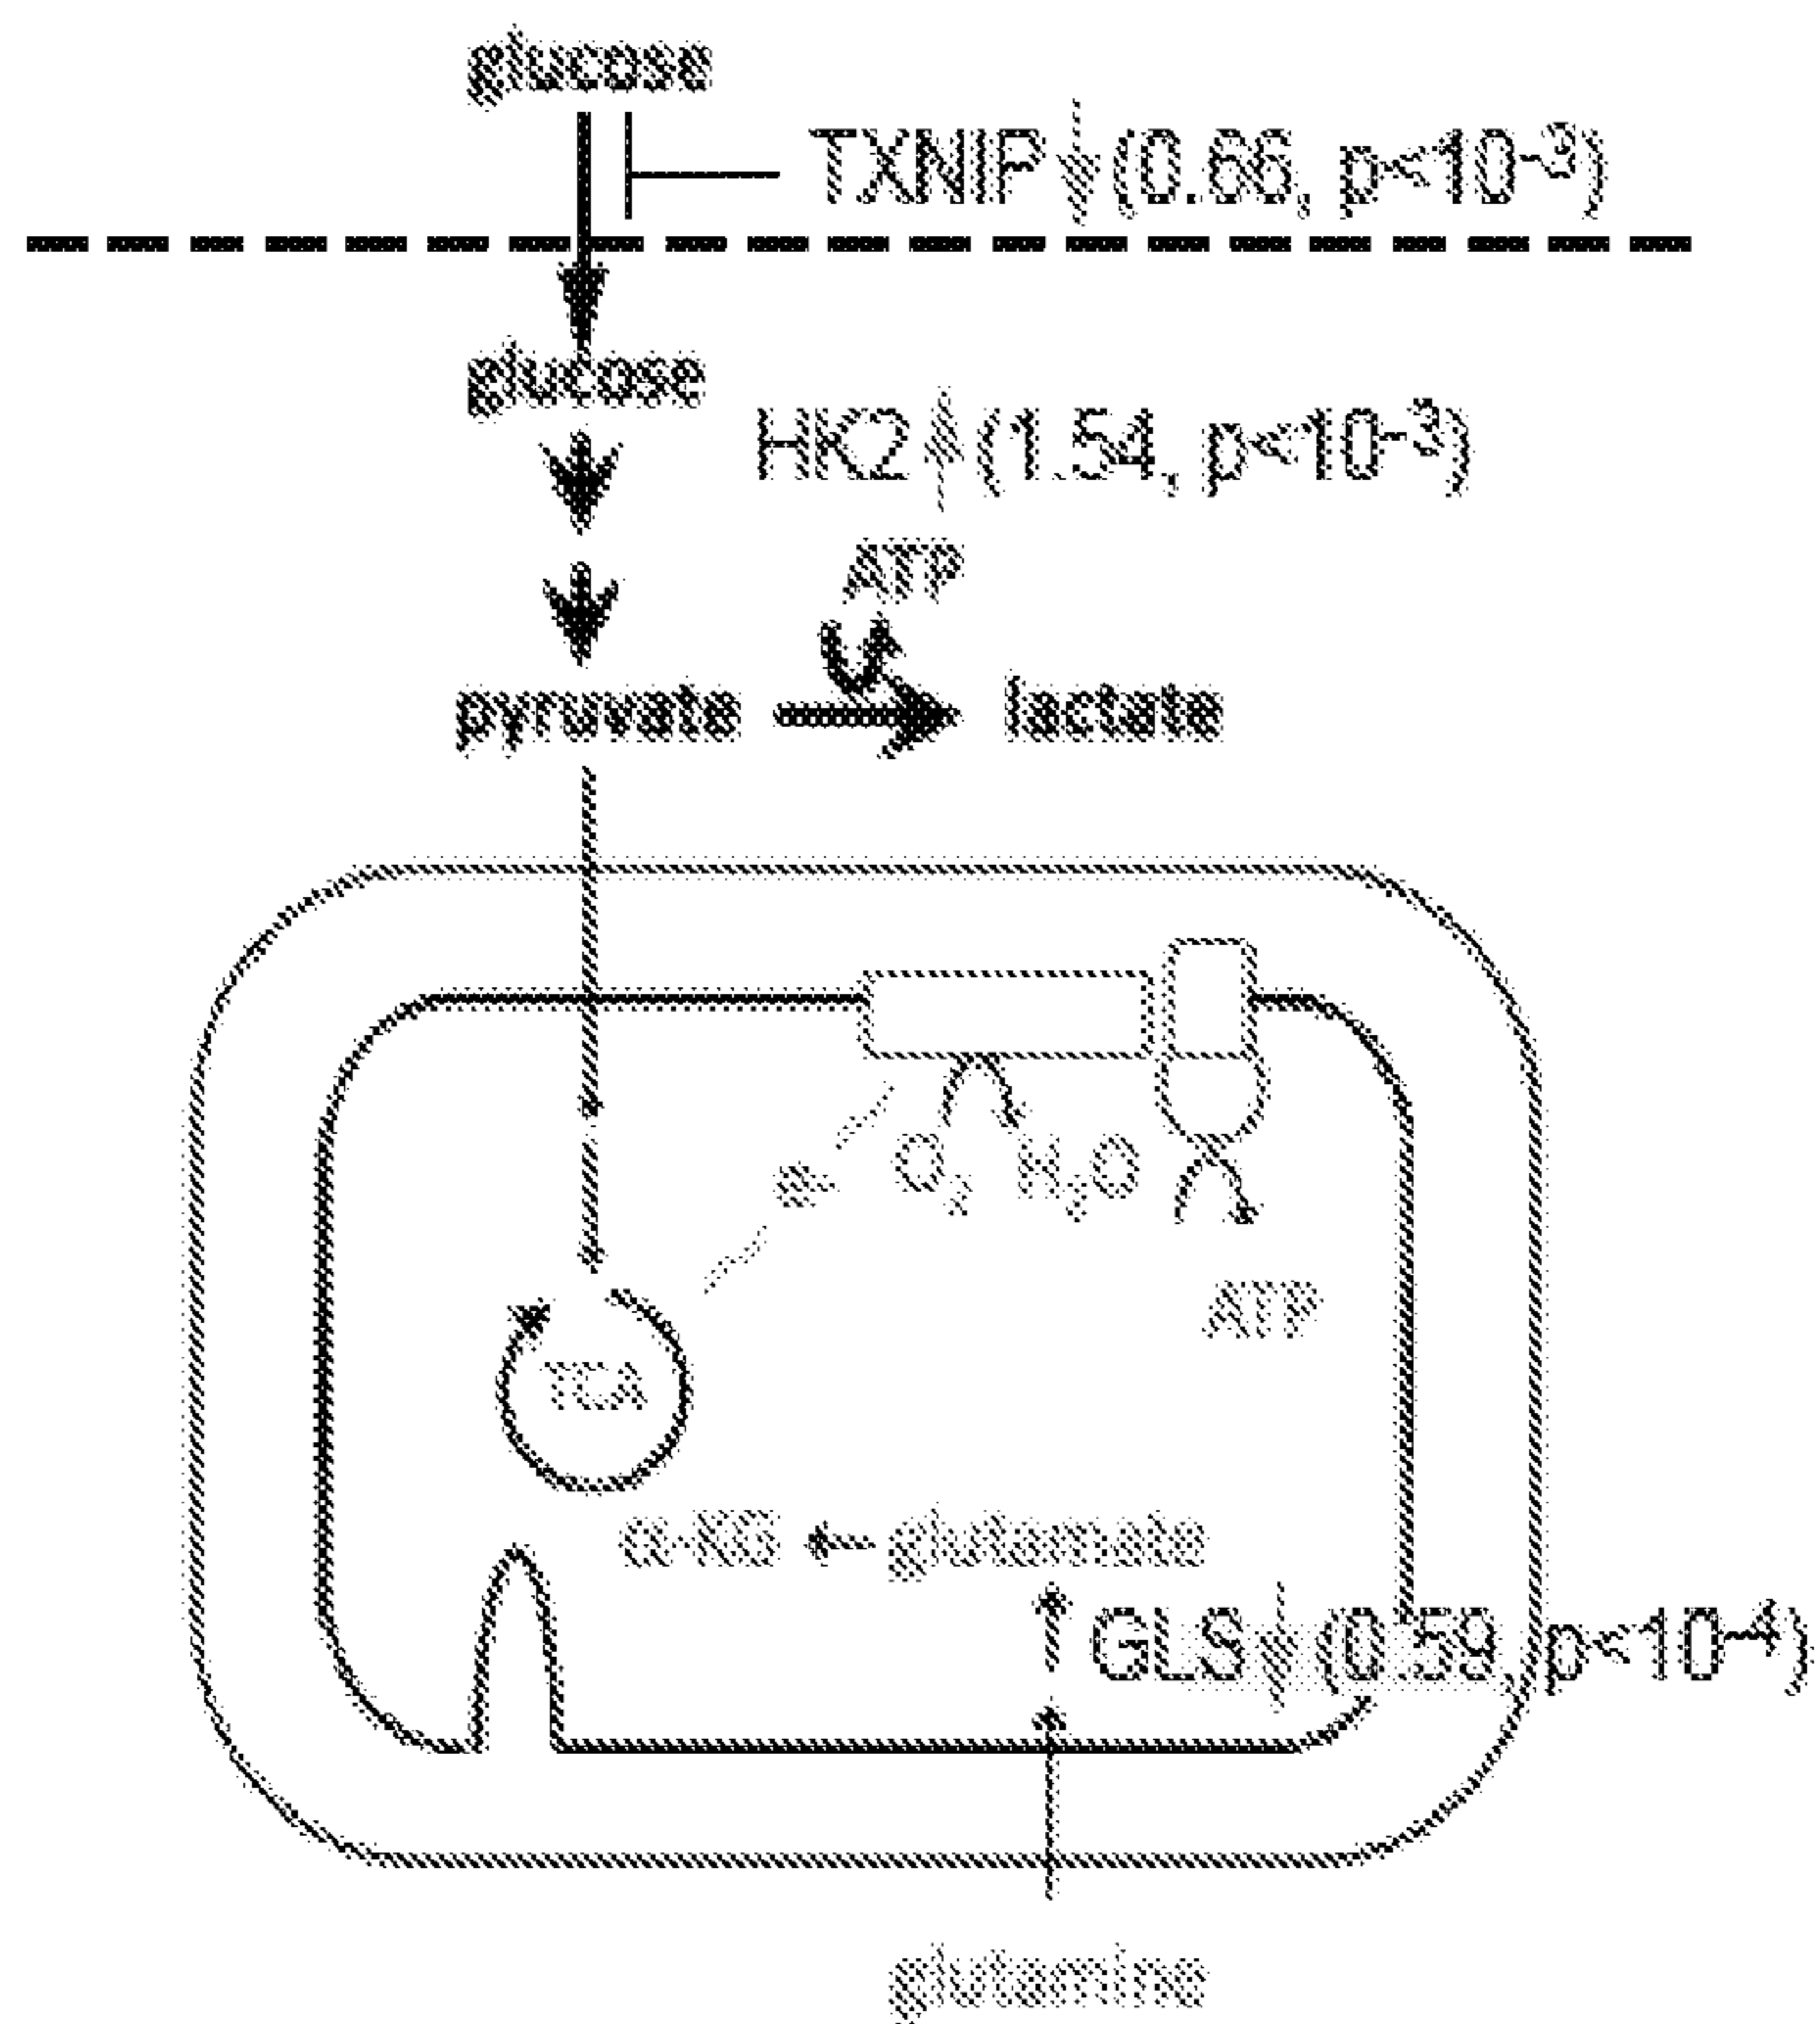 glucose
TXNIP↓(0.66, p<10⁻³)
glucose
HK2↑(1.54, p<10⁻³)
ATP
pyruvate → lactate
e-
O₂ H₂O
ATP
TCA
α-KG ← glutamate
GLS↓(0.59, p<10⁻⁴)
glutamine